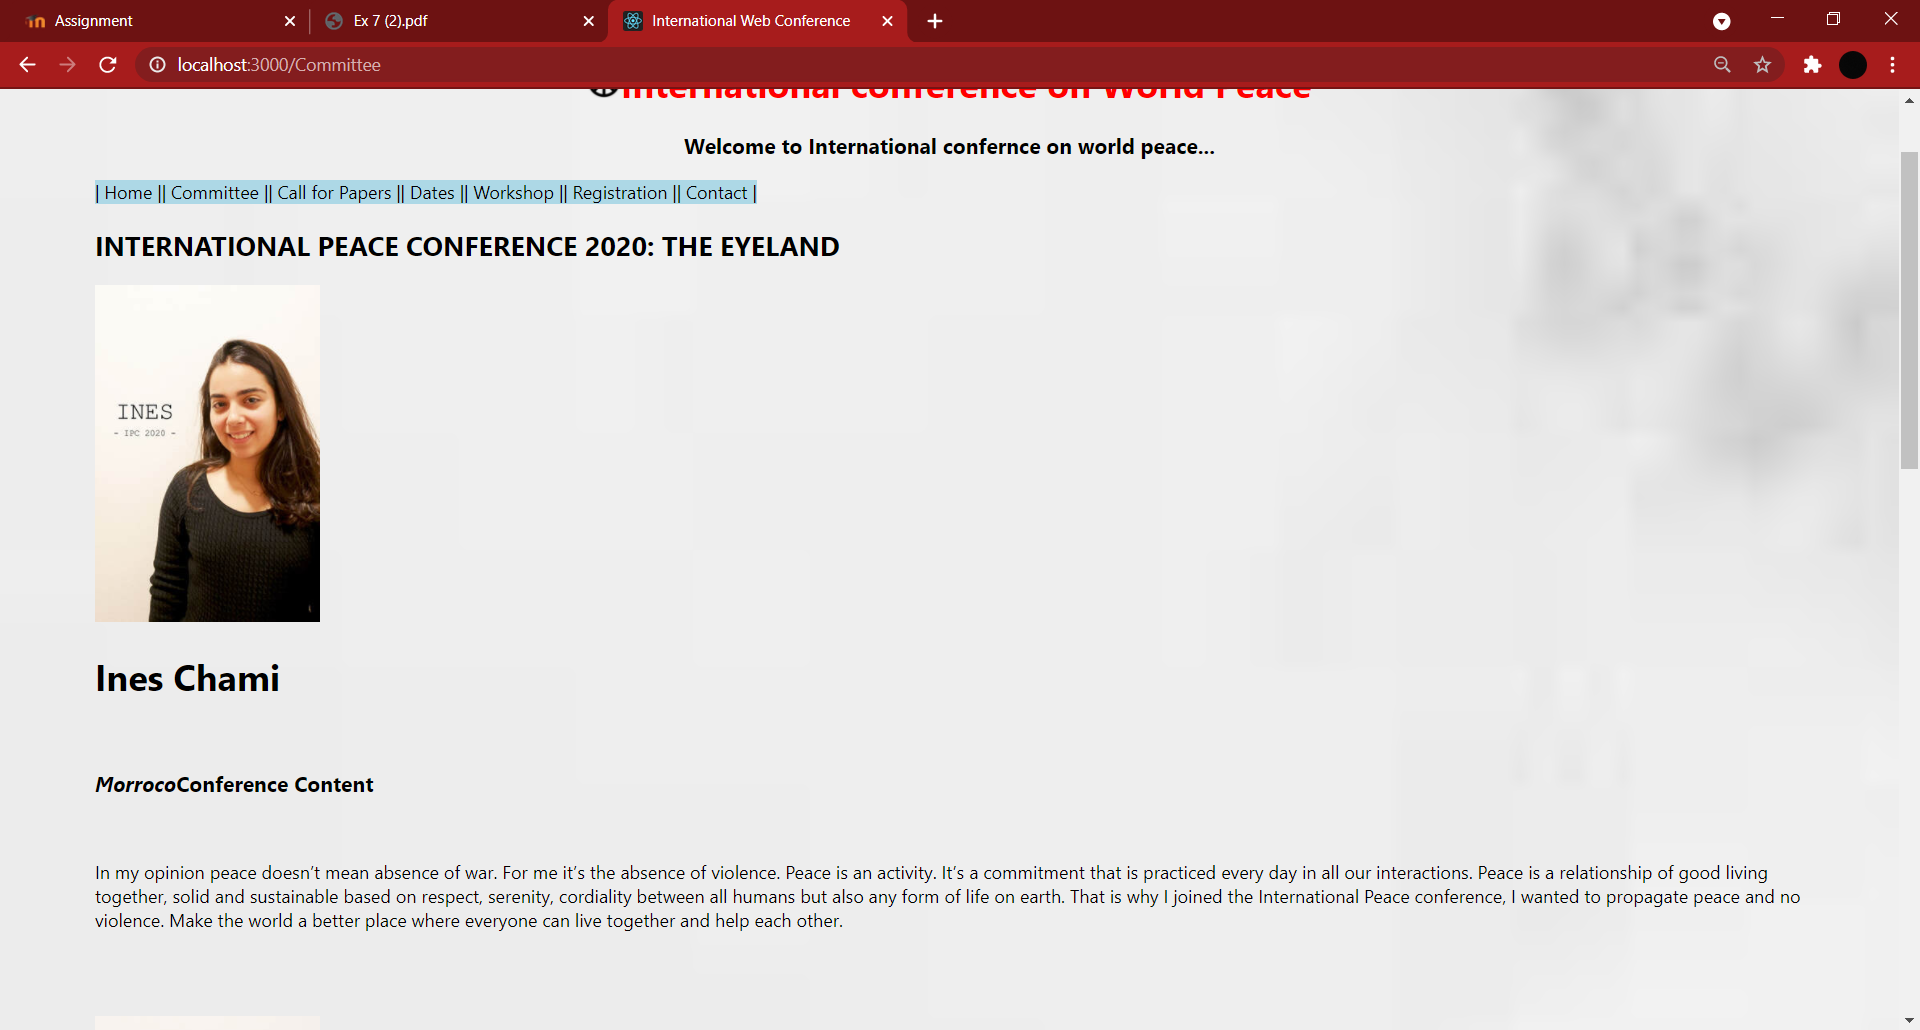 Assignment
Ex 7 (2).pdf
International Web Conference
localhost:3000/Committee
International conference on World Peace
Welcome to International confernce on world peace...
| Home || Committee || Call for Papers || Dates || Workshop || Registration || Contact |
INTERNATIONAL PEACE CONFERENCE 2020: THE EYELAND
INES
- IPC 2020 -
Ines Chami
MorrocoConference Content
In my opinion peace doesn’t mean absence of war. For me it’s the absence of violence. Peace is an activity. It’s a commitment that is practiced every day in all our interactions. Peace is a relationship of good living
together, solid and sustainable based on respect, serenity, cordiality between all humans but also any form of life on earth. That is why I joined the International Peace conference, I wanted to propagate peace and no
violence. Make the world a better place where everyone can live together and help each other.